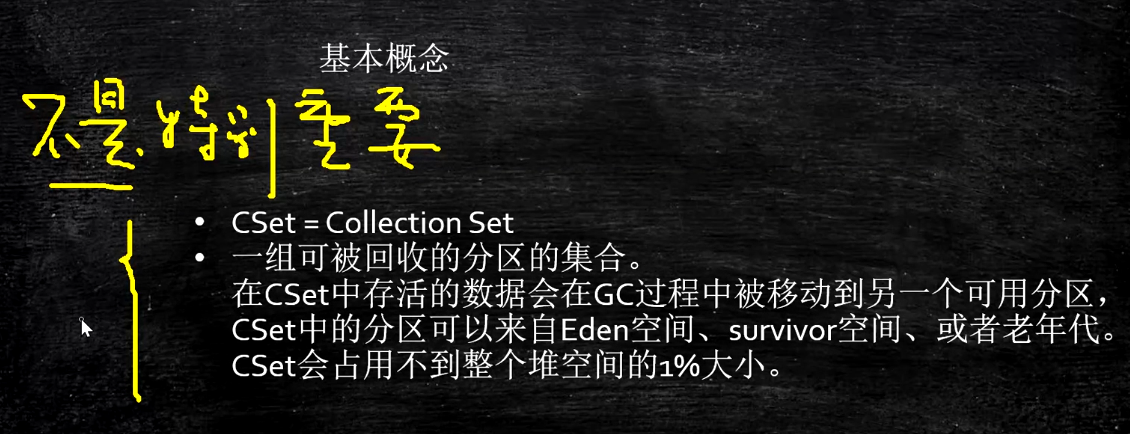 基本概念
不是特别重要
• CSet = Collection Set
• 一组可被回收的分区的集合。
在CSet中存活的数据会在GC过程中被移动到另一个可用分区，
CSet中的分区可以来自Eden空间、survivor空间、或者老年代。
CSet会占用不到整个堆空间的1%大小。